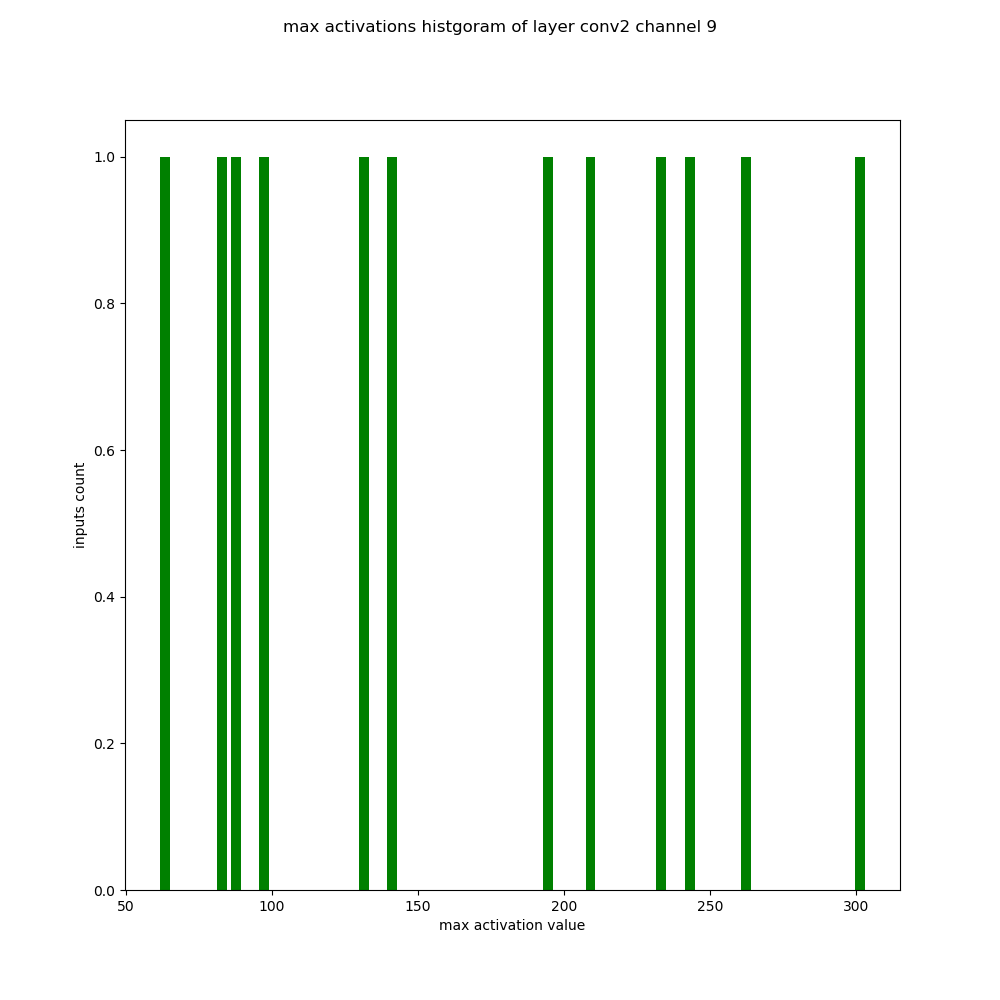 max activations histgoram of layer conv2 channel 9
1.0
0.8
0.6
0.4
0.2
0.0
inputs count
50 100 150 200 250 300
max activation value